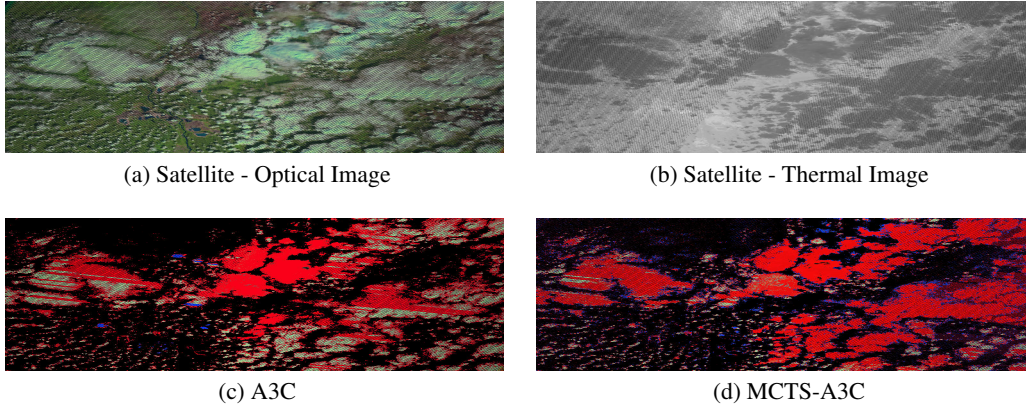 (a) Satellite - Optical Image
(b) Satellite - Thermal Image
(c) A3C
(d) MCTS-A3C